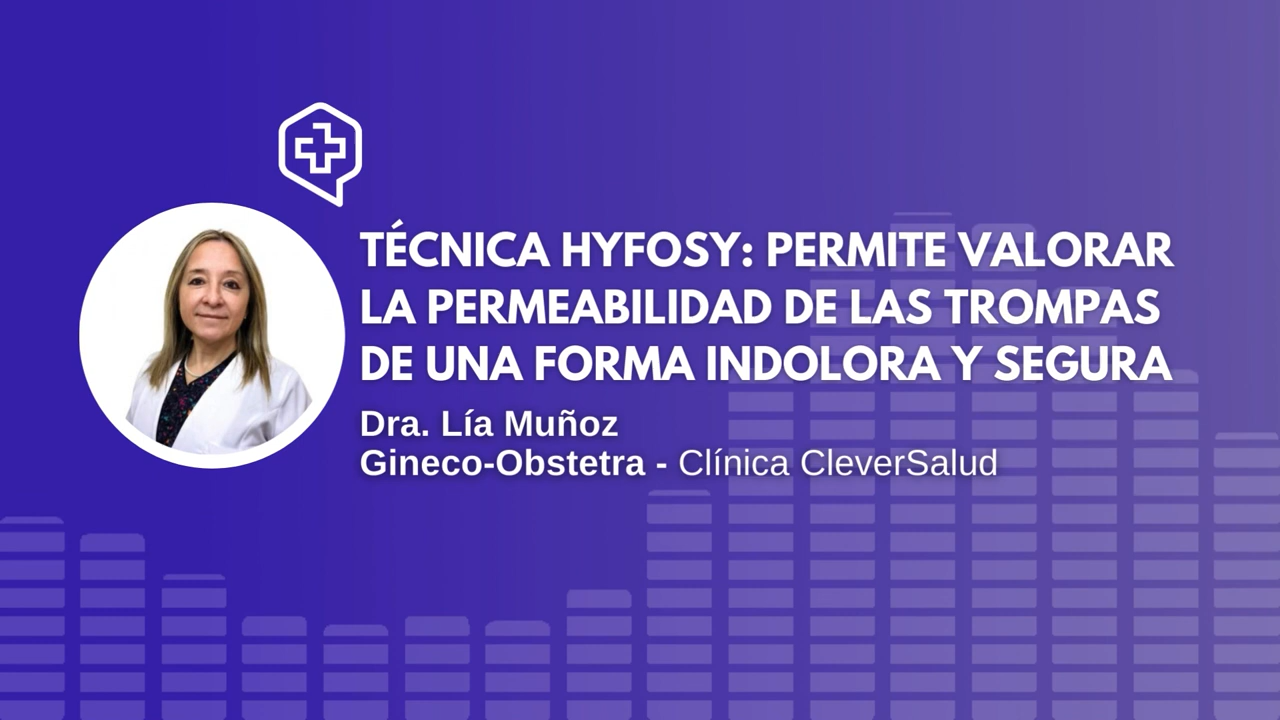 TÉCNICA HYFOSY: PERMITE VALORAR
LA PERMEABILIDAD DE LAS TROMPAS
DE UNA FORMA INDOLORA Y SEGURA
Dra. Lía Muñoz
Gineco-Obstetra - Clínica CleverSalud